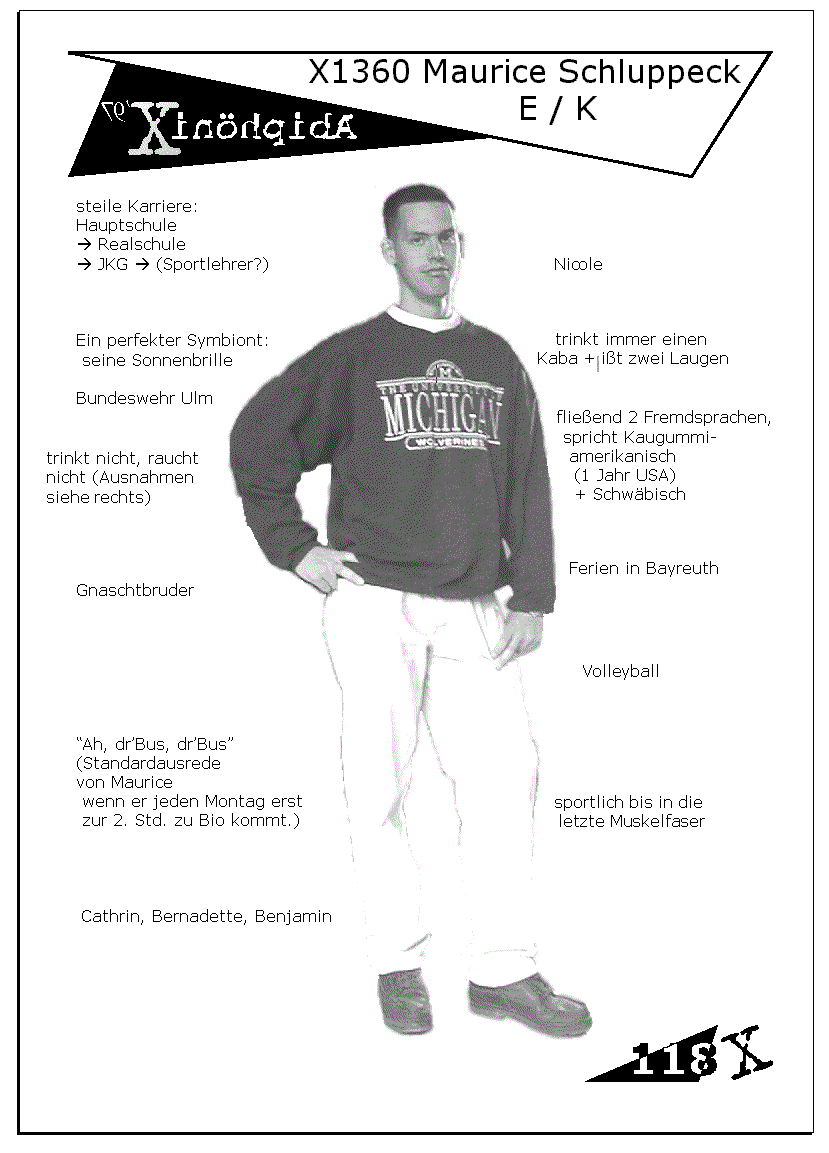 X1360 Maurice Schluppeck
E / K
Abiphöni X '97
steile Karriere:
Hauptschule
→ Realschule
→ JKG → (Sportlehrer?)
Nicole
Ein perfekter Symbiont:
seine Sonnenbrille
trinkt immer einen
Kaba + ißt zwei Laugen
Bundeswehr Ulm
THE UNIVERSITY OF
MICHIGAN
WOLVERINES
fließend 2 Fremdsprachen,
spricht Kaugummi-
amerikanisch
(1 Jahr USA)
+ Schwäbisch
trinkt nicht, raucht
nicht (Ausnahmen
siehe rechts)
Ferien in Bayreuth
Gnaschtbruder
Volleyball
“Ah, dr’Bus, dr’Bus”
(Standardausrede
von Maurice
wenn er jeden Montag erst
zur 2. Std. zu Bio kommt.)
sportlich bis in die
letzte Muskelfaser
Cathrin, Bernadette, Benjamin
118 X